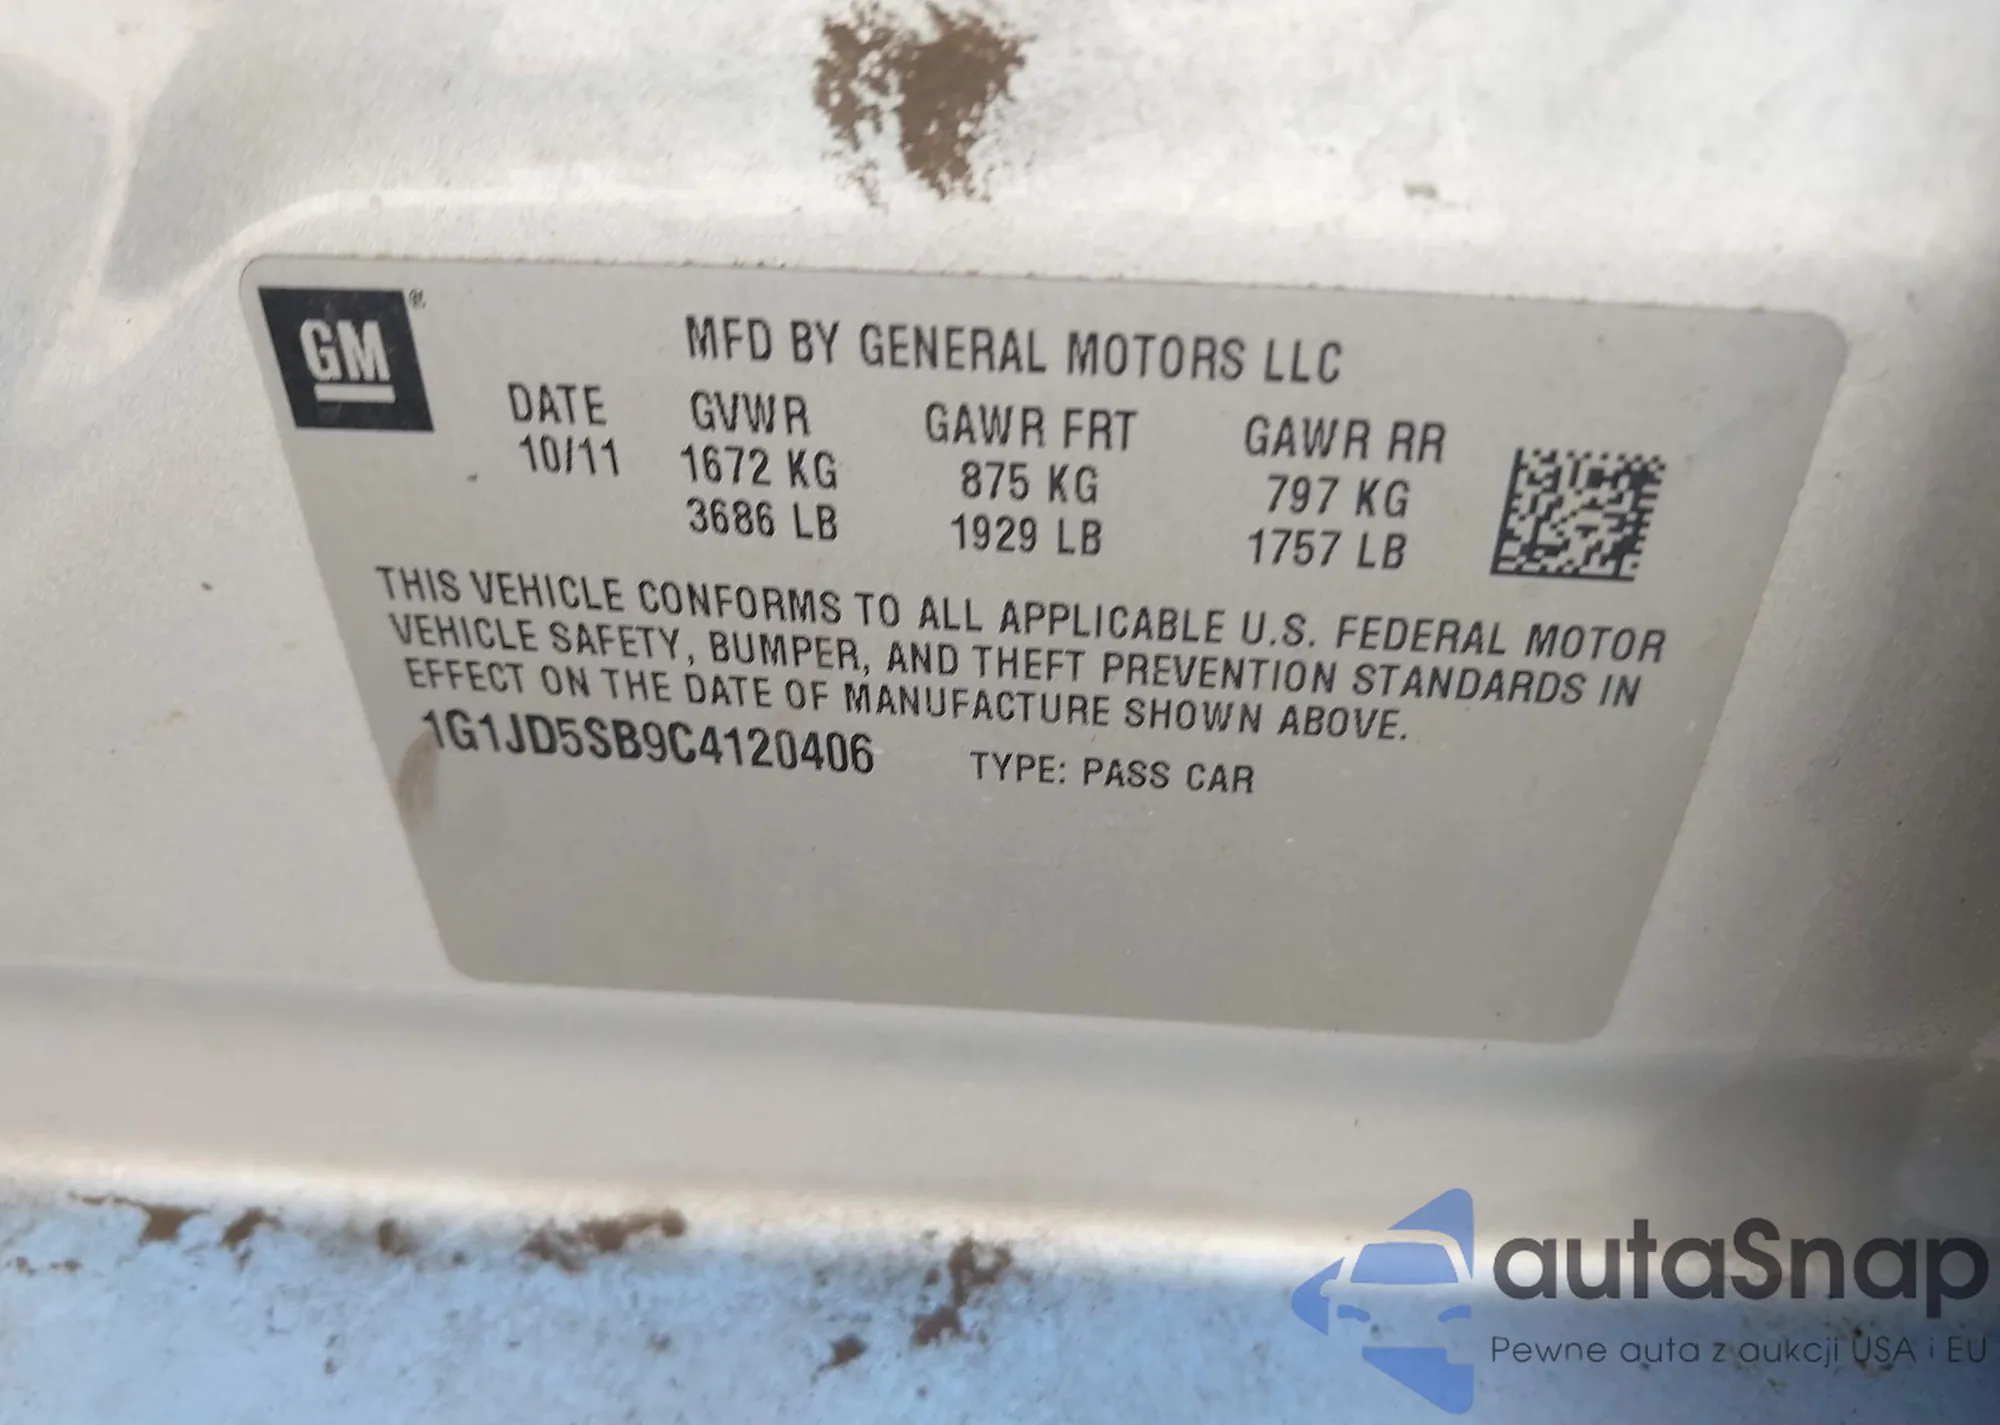 GM
MFD BY GENERAL MOTORS LLC
DATE GVWR GAWR FRT GAWR RR
10/11 1672 KG 875 KG 797 KG
3686 LB 1929 LB 1757 LB
THIS VEHICLE CONFORMS TO ALL APPLICABLE U.S. FEDERAL MOTOR
VEHICLE SAFETY, BUMPER, AND THEFT PREVENTION STANDARDS IN
EFFECT ON THE DATE OF MANUFACTURE SHOWN ABOVE.
1G1JD5SB9C4120406 TYPE: PASS CAR
autaSnap
Pewne auta z aukcji USA i EU